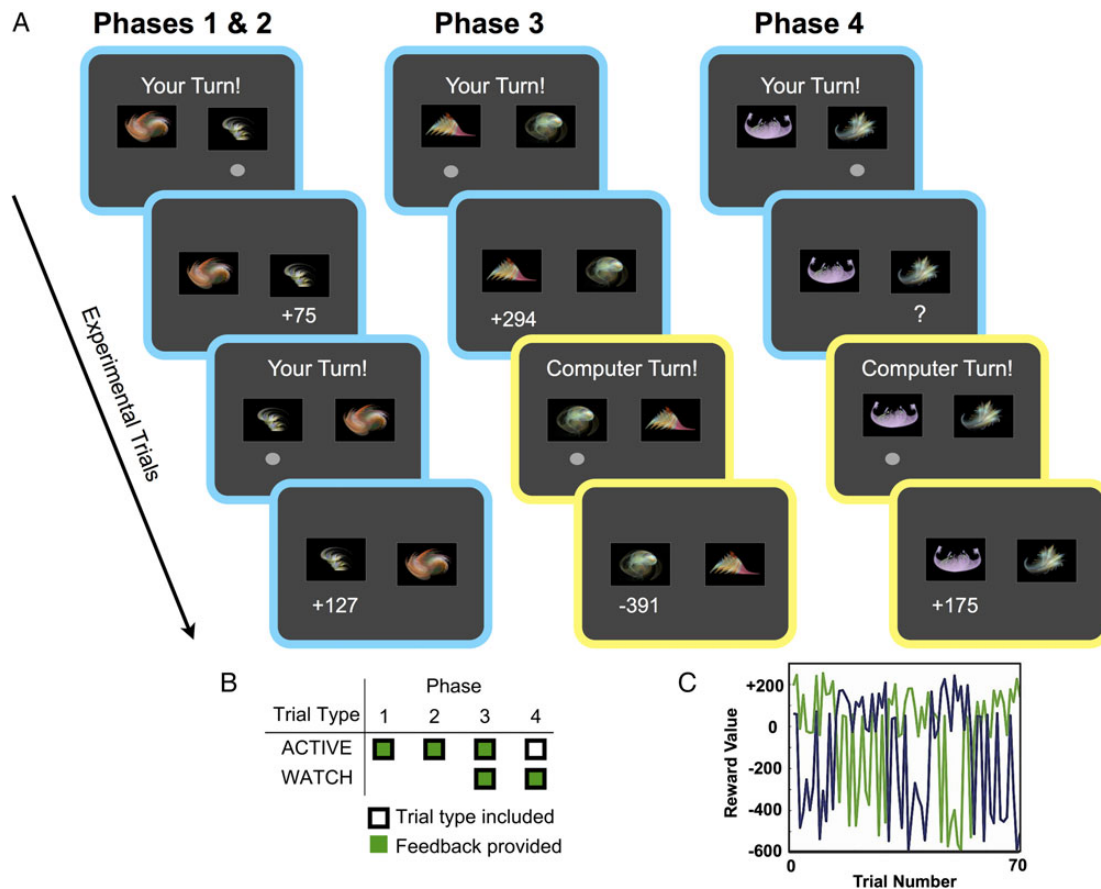 A
Phases 1 & 2
Phase 3
Phase 4
Your Turn!
Your Turn!
Your Turn!
+75
+294
?
Your Turn!
Computer Turn!
Computer Turn!
+127
-391
+175
Experimental Trials
B
Phase
Trial Type 1 2 3 4
ACTIVE
WATCH
Trial type included
Feedback provided
C
Reward Value
+200
0
-200
-400
-600
0 70
Trial Number